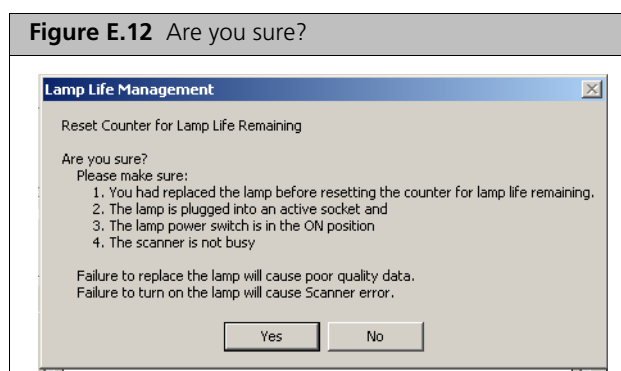 Figure E.12 Are you sure?
Lamp Life Management
Reset Counter for Lamp Life Remaining
Are you sure?
Please make sure:
1. You had replaced the lamp before resetting the counter for lamp life remaining.
2. The lamp is plugged into an active socket and
3. The lamp power switch is in the ON position
4. The scanner is not busy
Failure to replace the lamp will cause poor quality data.
Failure to turn on the lamp will cause Scanner error.
Yes No